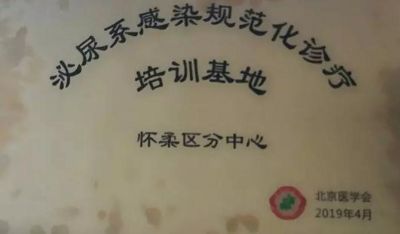 泌尿系感染规范化诊疗
培训基地
怀柔区分中心
北京医学会
2019年4月